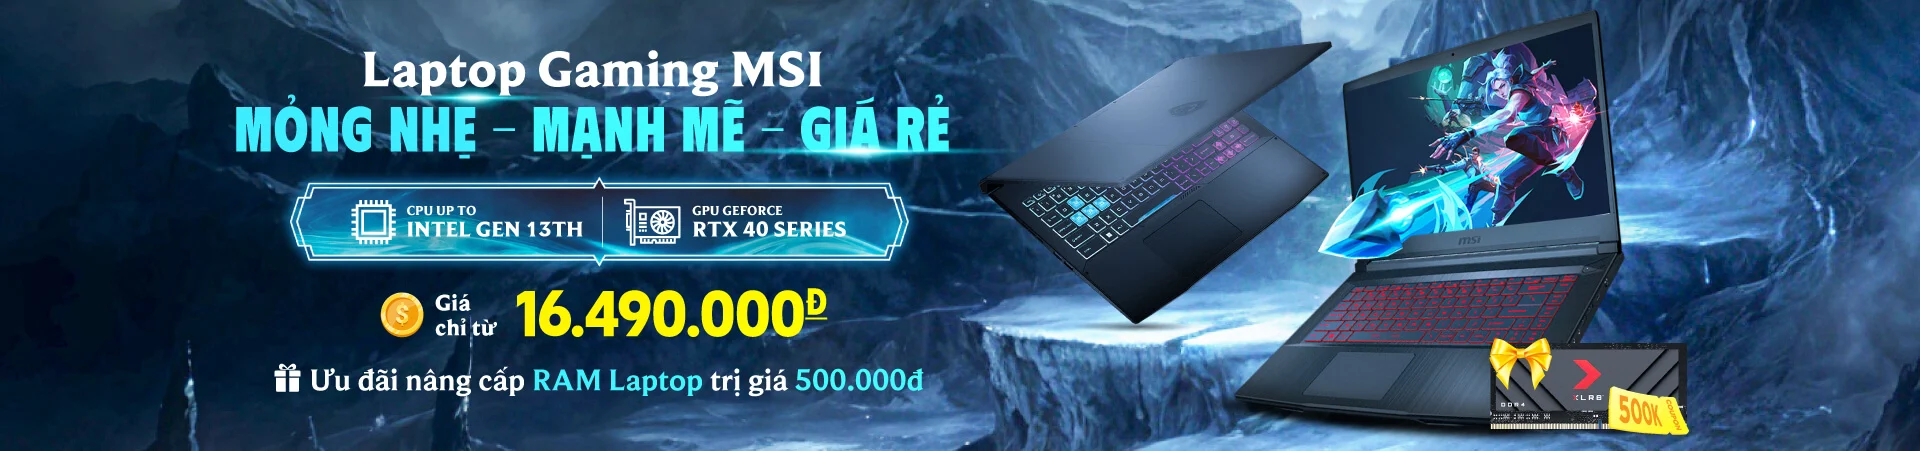 Laptop Gaming MSI
MỎNG NHẸ – MẠNH MẼ – GIÁ RẺ
CPU UP TO
INTEL GEN 13TH
GPU GEFORCE
RTX 40 SERIES
Giá
chỉ từ
16.490.000Đ
Ưu đãi nâng cấp RAM Laptop trị giá 500.000đ
msi
XLR8
DDR4
500K
COUPON